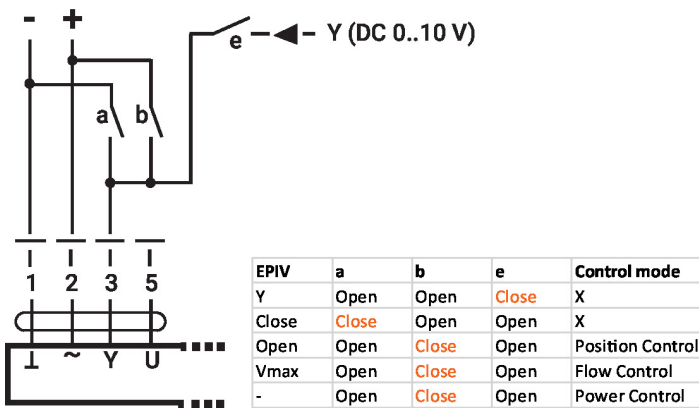 - +
e Y (DC 0..10 V)
a b
1 2 3 5
⊥ ~ Y U
EPIV a b e Control mode
Y Open Open Close X
Close Close Open Open X
Open Open Close Open Position Control
Vmax Open Close Open Flow Control
- Open Close Open Power Control